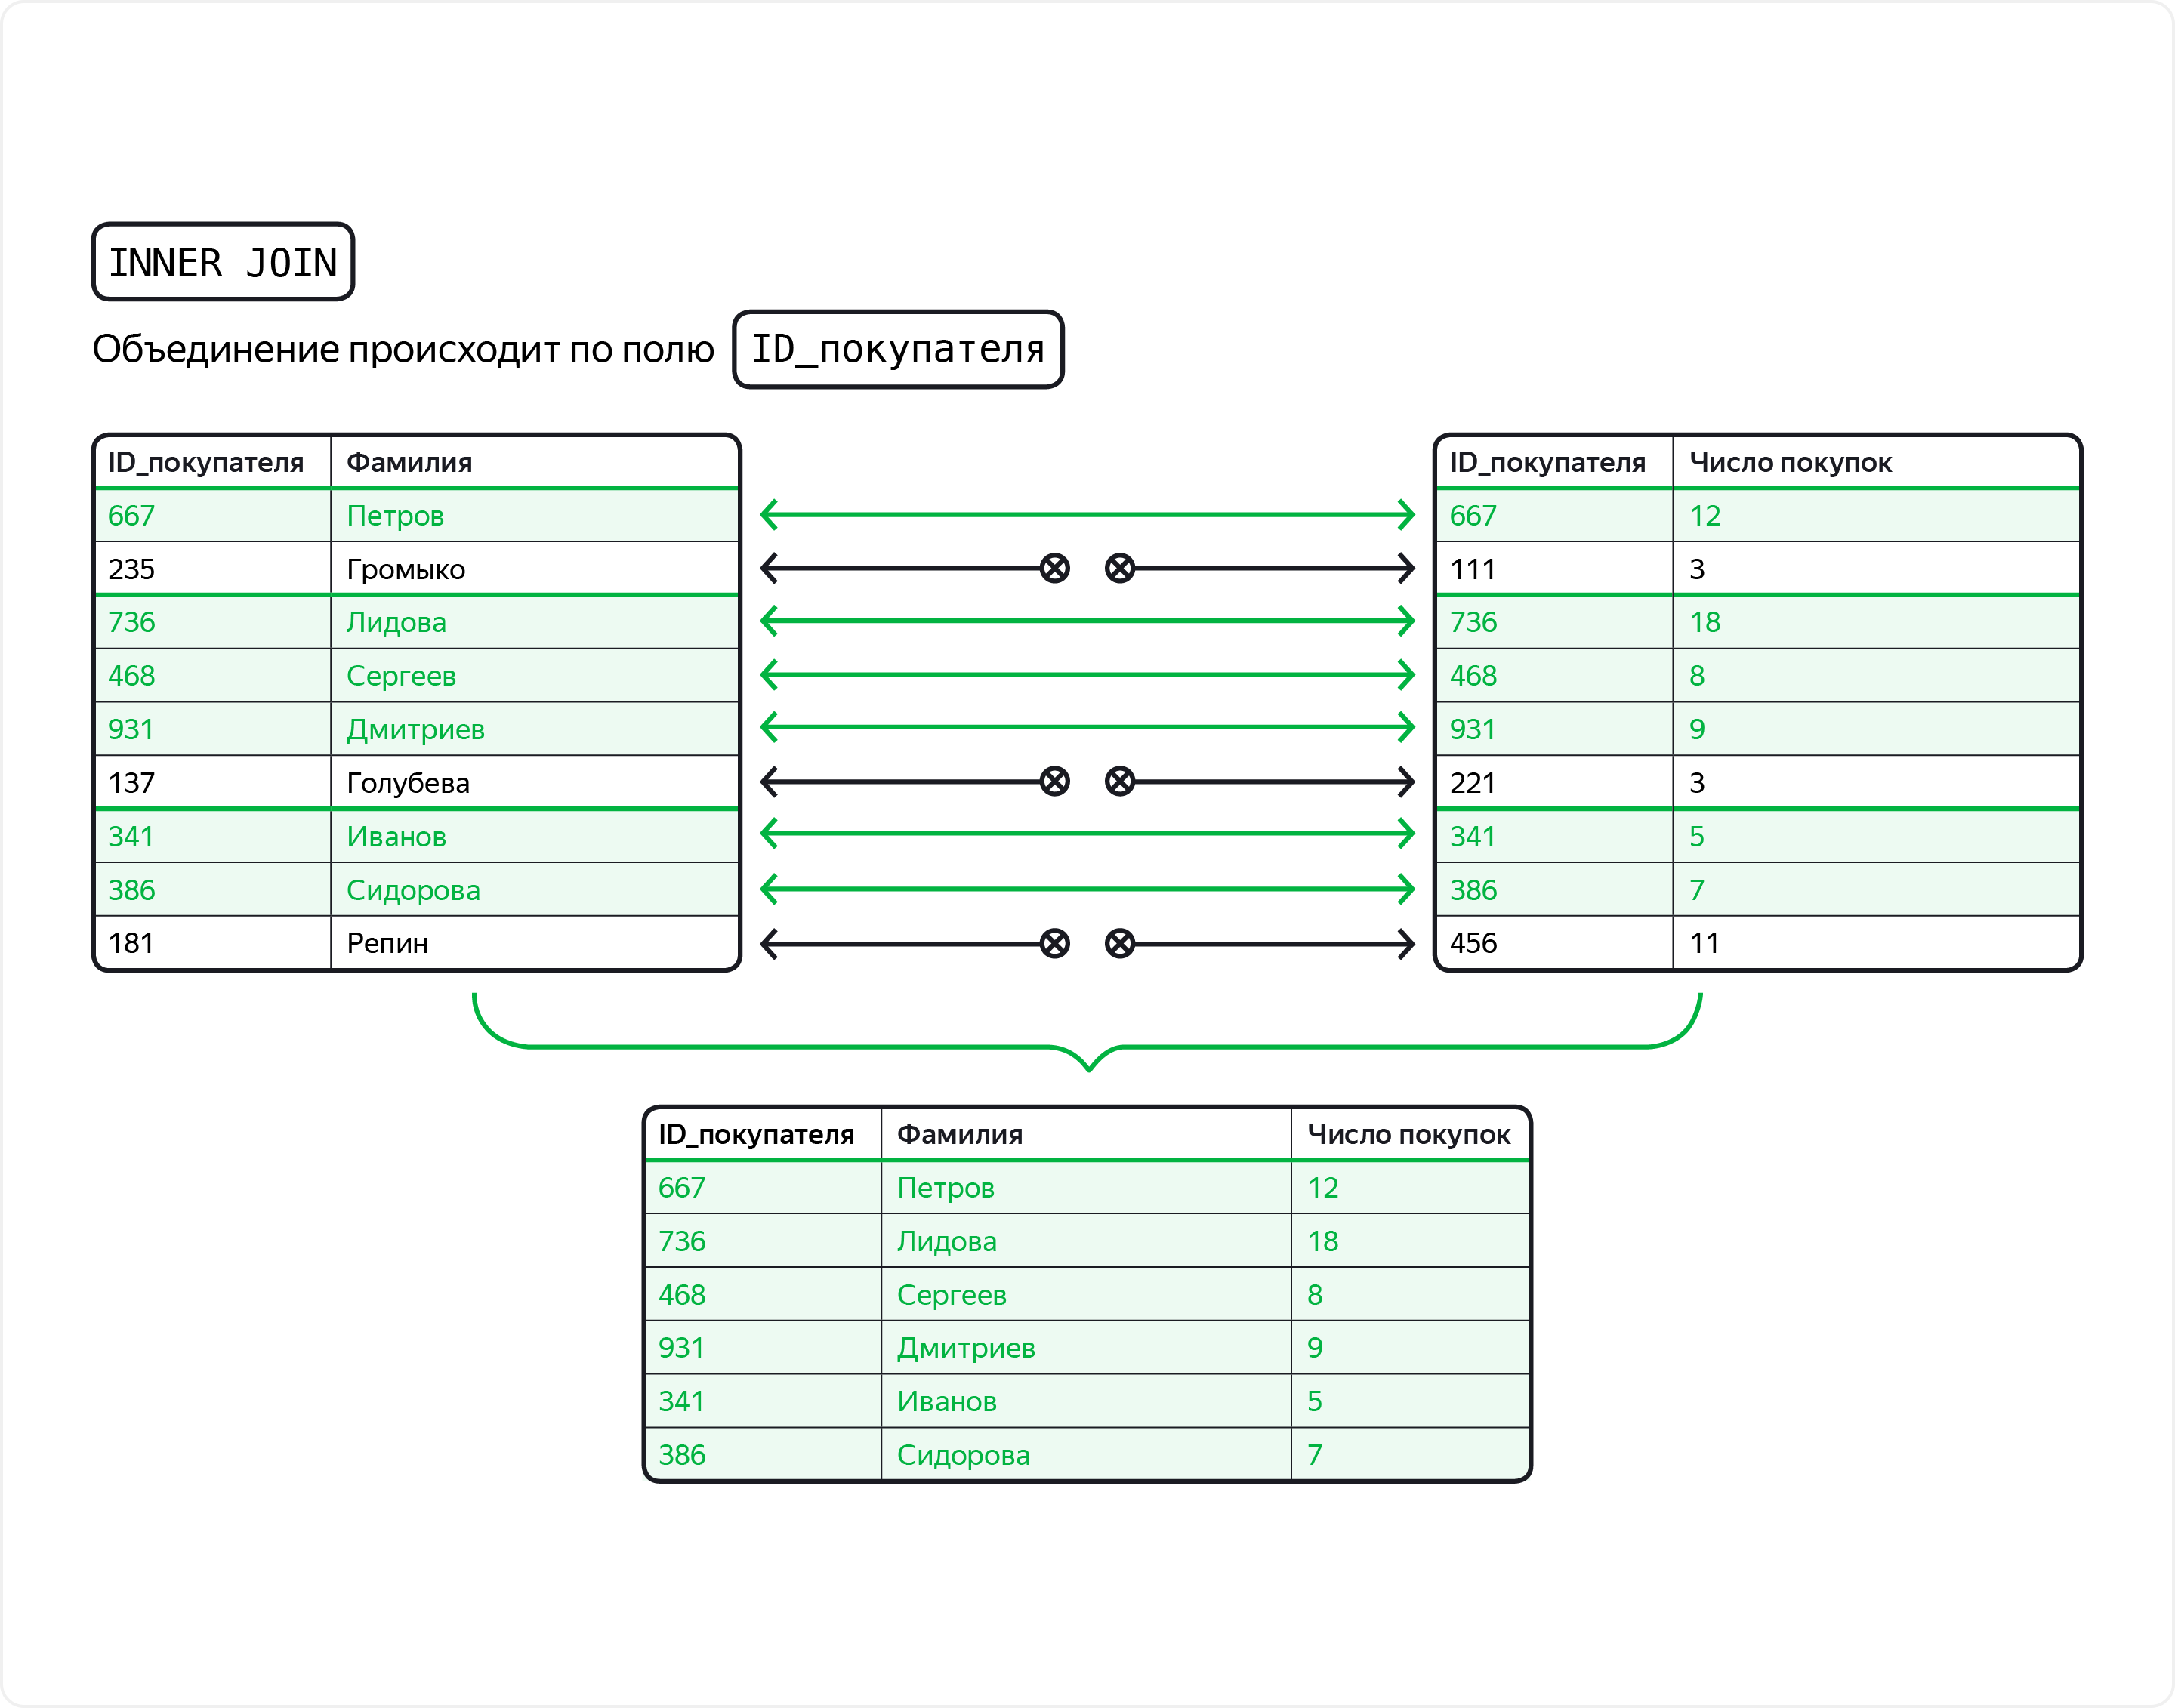 INNER JOIN
Объединение происходит по полю ID_покупателя
ID_покупателя Фамилия ID_покупателя Число покупок
667 Петров 667 12
235 Громыко 111 3
736 Лидова 736 18
468 Сергеев 468 8
931 Дмитриев 931 9
137 Голубева 221 3
341 Иванов 341 5
386 Сидорова 386 7
181 Репин 456 11
ID_покупателя Фамилия Число покупок
667 Петров 12
736 Лидова 18
468 Сергеев 8
931 Дмитриев 9
341 Иванов 5
386 Сидорова 7